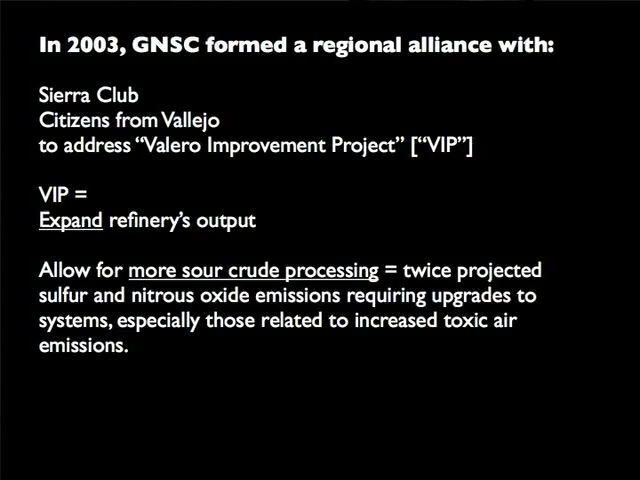 In 2003, GNSC formed a regional alliance with:
Sierra Club
Citizens from Vallejo
to address “Valero Improvement Project” [“VIP”]
VIP =
Expand refinery’s output
Allow for more sour crude processing = twice projected
sulfur and nitrous oxide emissions requiring upgrades to
systems, especially those related to increased toxic air
emissions.